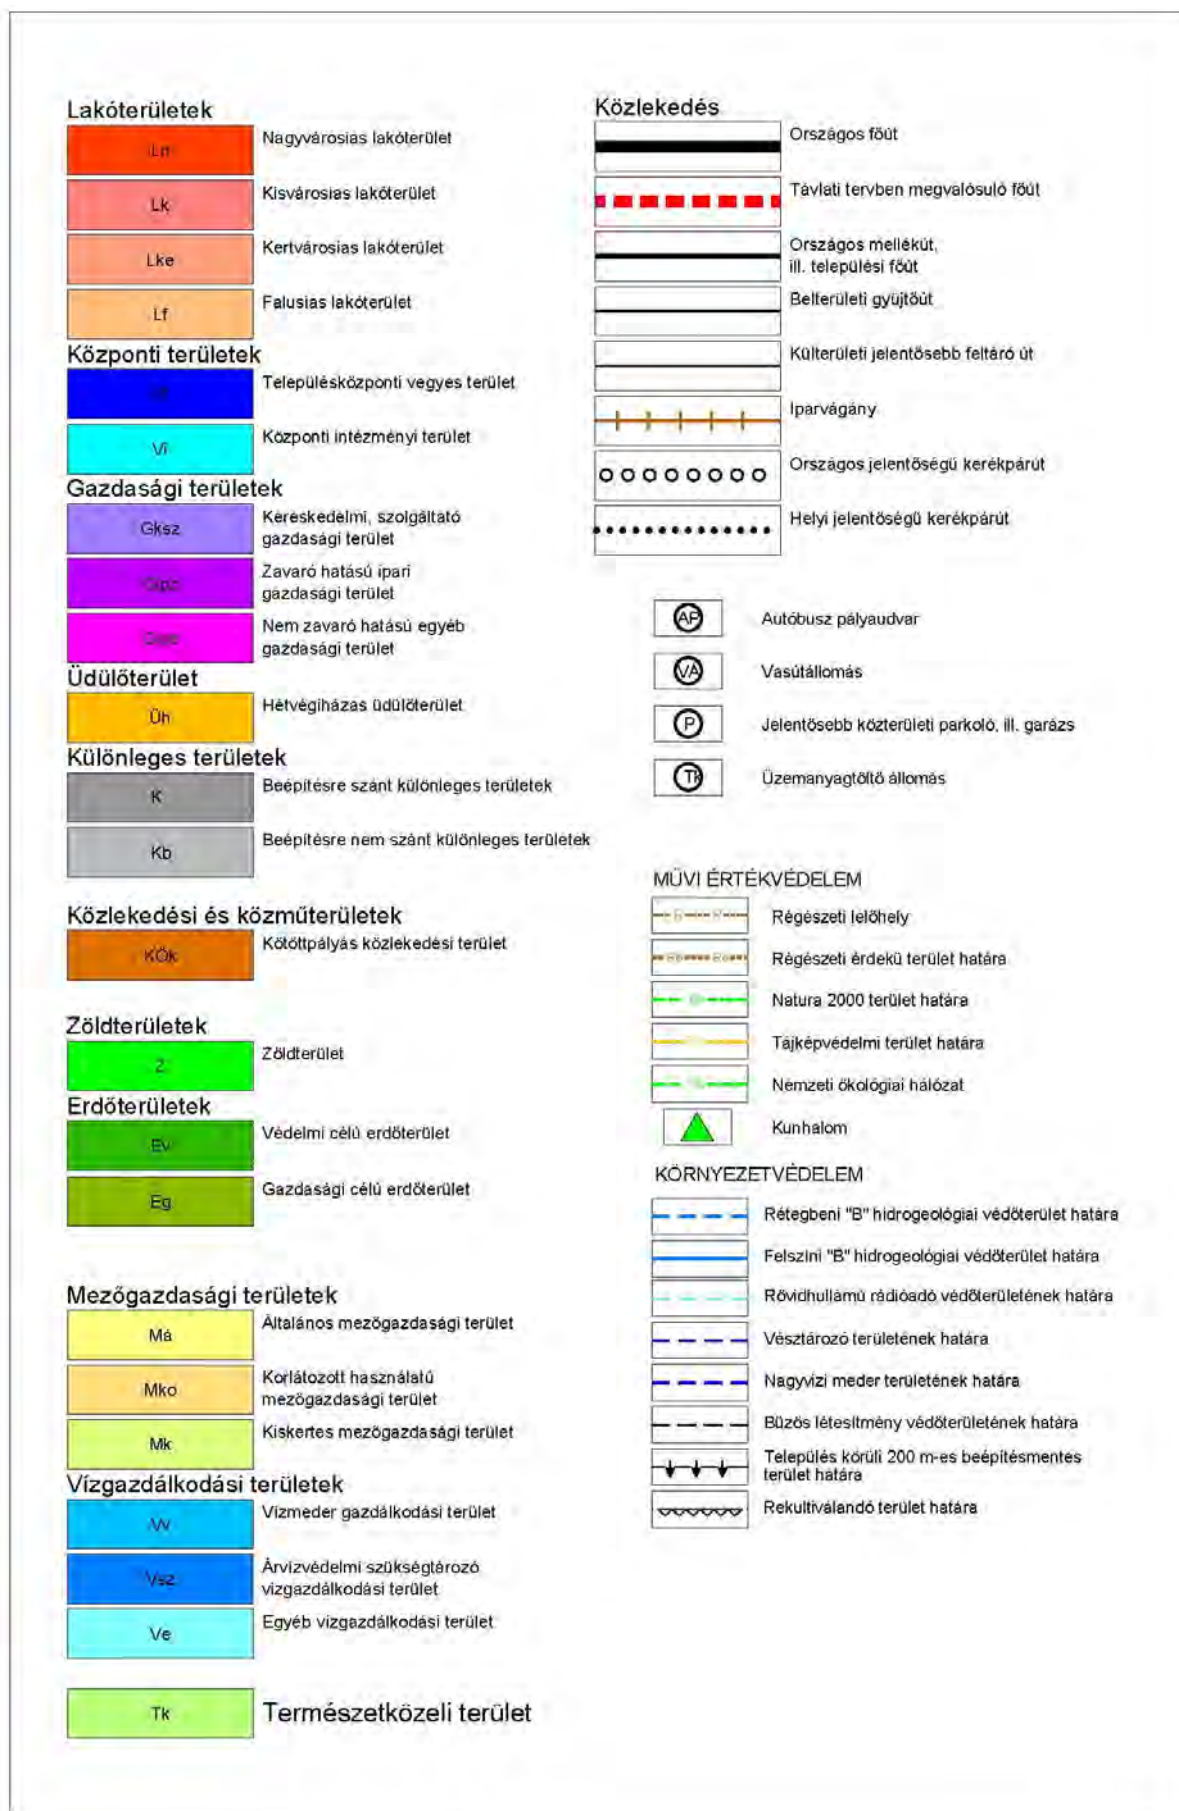 Lakóterületek
Ln
Nagyvárosias lakóterület
Lk
Kisvárosias lakóterület
Lke
Kertvárosias lakóterület
Lf
Falusias lakóterület
Központi területek
Településközponti vegyes terület
Vi
Központi intézményi terület
Gazdasági területek
Gksz
Kereskedelmi, szolgáltató
gazdasági terület
Zavaró hatású ipari
gazdasági terület
Nem zavaró hatású egyéb
gazdasági terület
Üdülőterület
Üh
Hétvégiházas üdülőterület
Különleges területek
K
Beépítésre szánt különleges területek
Kb
Beépítésre nem szánt különleges területek
Közlekedési és közműterületek
KÖk
Kötöttpályás közlekedési terület
Zöldterületek
Z
Zöldterület
Erdőterületek
Ev
Védelmi célú erdőterület
Eg
Gazdasági célú erdőterület
Mezőgazdasági területek
Má
Általános mezőgazdasági terület
Mko
Korlátozott használatú
mezőgazdasági terület
Mk
Kiskertes mezőgazdasági terület
Vízgazdálkodási területek
Vv
Vízmeder gazdálkodási terület
Vsz
Árvízvédelmi szükségtározó
vízgazdálkodási terület
Ve
Egyéb vízgazdálkodási terület
Tk
Természetközeli terület
Közlekedés
Országos főút
Távlati tervben megvalósuló főút
Országos mellékút,
ill. települési főút
Belterületi gyűjtőút
Külterületi jelentősebb feltáró út
Iparvágány
Országos jelentőségű kerékpárút
Helyi jelentőségű kerékpárút
AP
Autóbusz pályaudvar
VÁ
Vasútállomás
P
Jelentősebb közterületi parkoló, ill. garázs
Tk
Üzemanyagtöltő állomás
MŰVI ÉRTÉKVÉDELEM
Régészeti lelőhely
Régészeti érdekű terület határa
Natura 2000 terület határa
Tájképvédelmi terület határa
Nemzeti ökológiai hálózat
Kunhalom
KÖRNYEZETVÉDELEM
Rétegbeni "B" hidrogeológiai védőterület határa
Felszíni "B" hidrogeológiai védőterület határa
Rövidhullámú rádióadó védőterületének határa
Vésztározó területének határa
Nagyvízi meder területének határa
Bűzös létesítmény védőterületének határa
Település körüli 200 m-es beépítésmentes
terület határa
Rekultiválandó terület határa